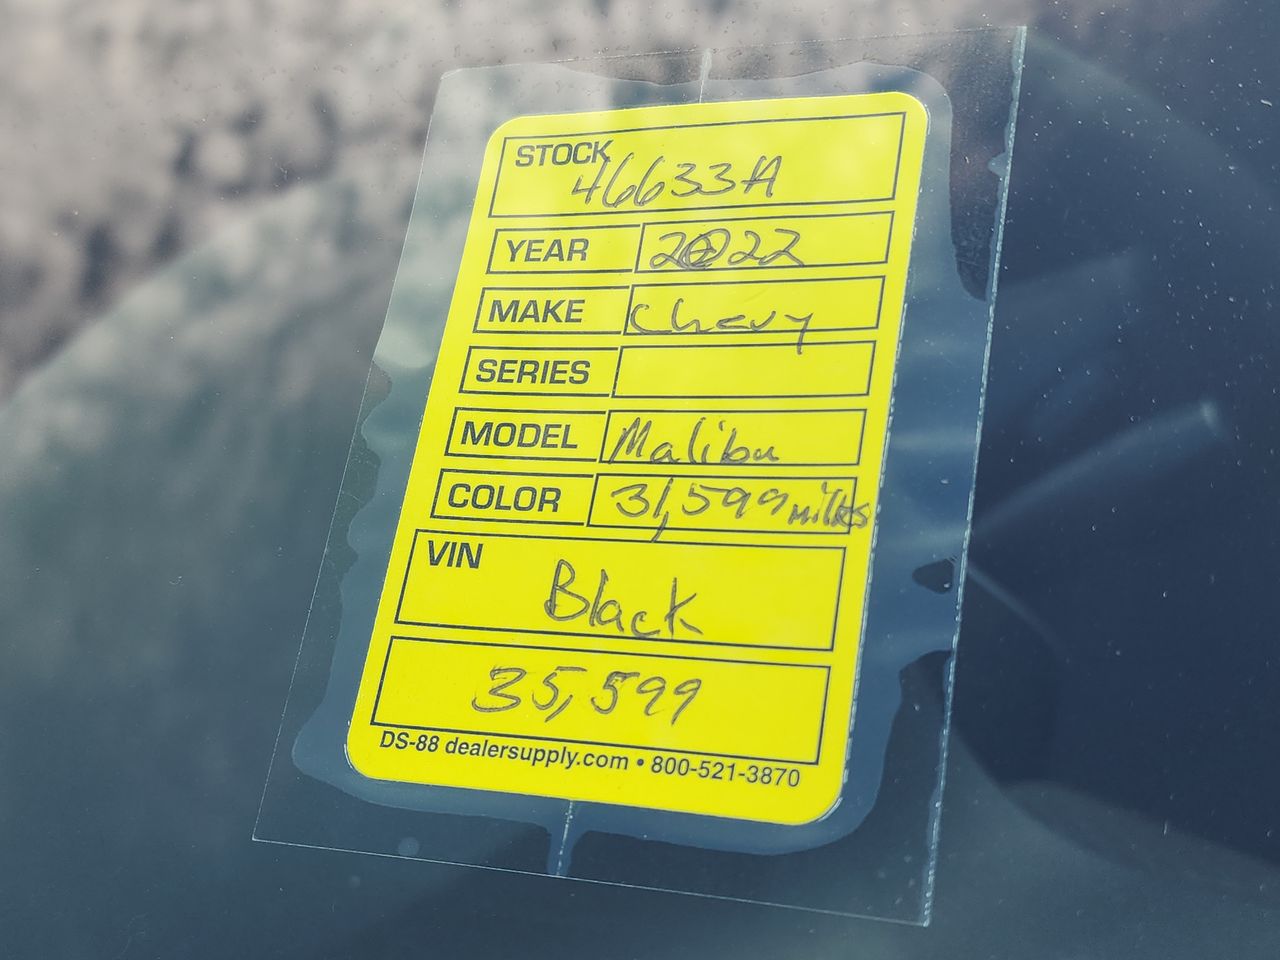 STOCK
46633A
YEAR 2022
MAKE Chevy
SERIES
MODEL Malibu
COLOR 31,599 miles
VIN
Black
35,599
DS-88 dealersupply.com • 800-521-3870